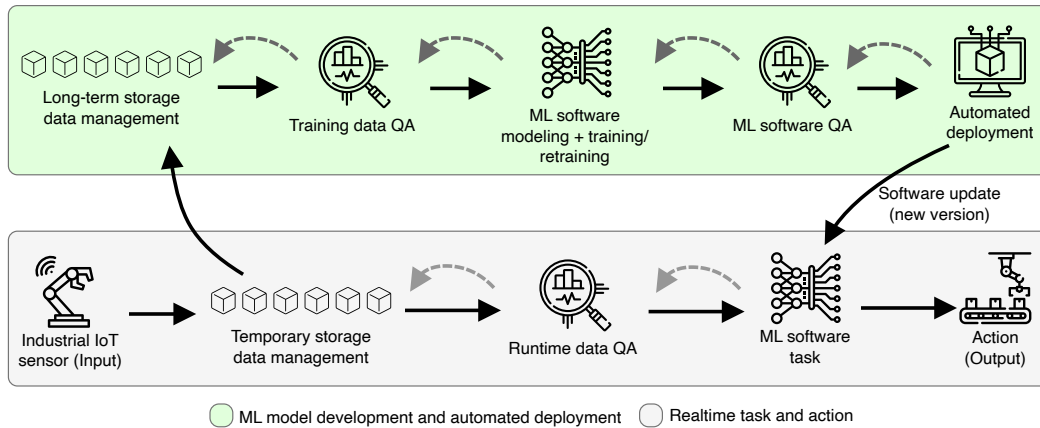 Long-term storage
data management
Training data QA
ML software
modeling + training/
retraining
ML software QA
Automated
deployment
Software update
(new version)
Industrial IoT
sensor (Input)
Temporary storage
data management
Runtime data QA
ML software
task
Action
(Output)
ML model development and automated deployment
Realtime task and action